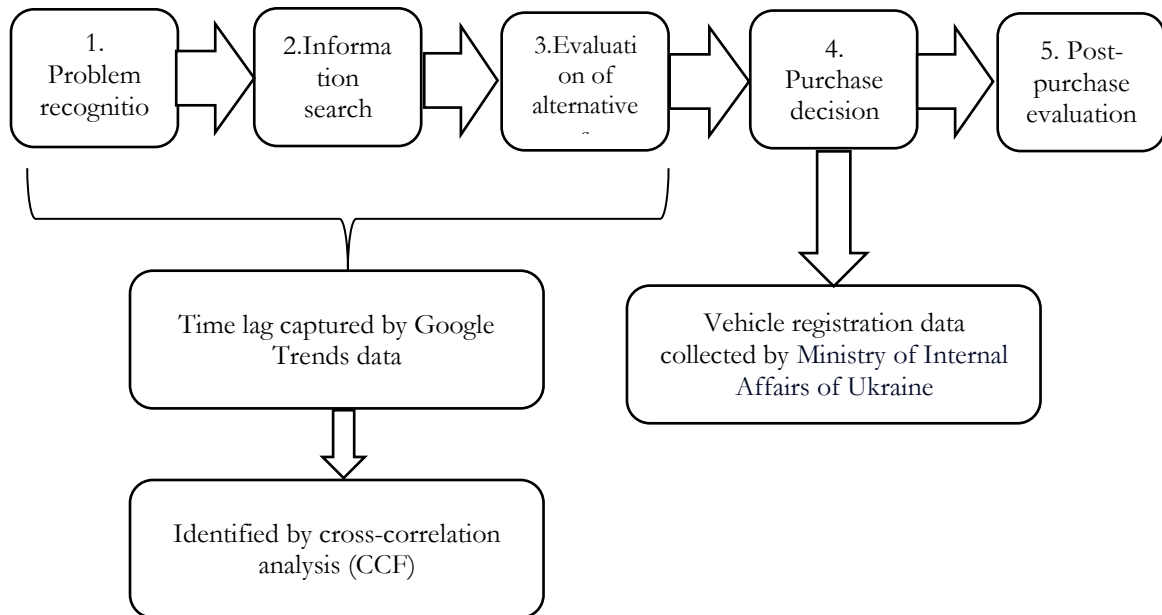 1.
Problem
recognitio
2.Informa
tion
search
3.Evaluati
on of
alternative
4.
Purchase
decision
5. Post-
purchase
evaluation
Time lag captured by Google
Trends data
Vehicle registration data
collected by Ministry of Internal
Affairs of Ukraine
Identified by cross-correlation
analysis (CCF)